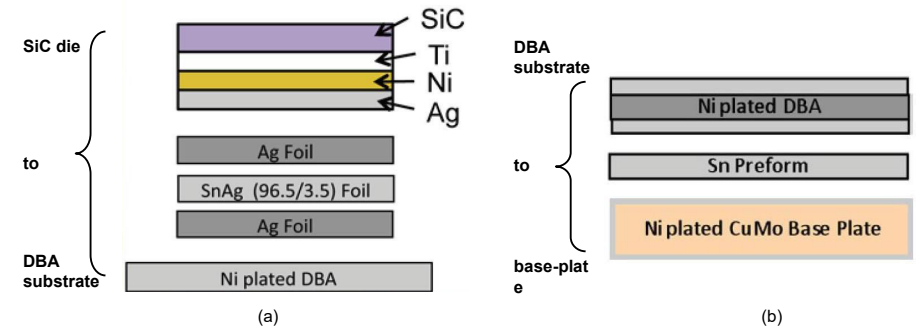 SiC die
to
DBA
substrate
SiC
Ti
Ni
Ag
Ag Foil
SnAg (96.5/3.5) Foil
Ag Foil
Ni plated DBA
(a)
DBA
substrate
to
base-plat
e
Ni plated DBA
Sn Preform
Ni plated CuMo Base Plate
(b)